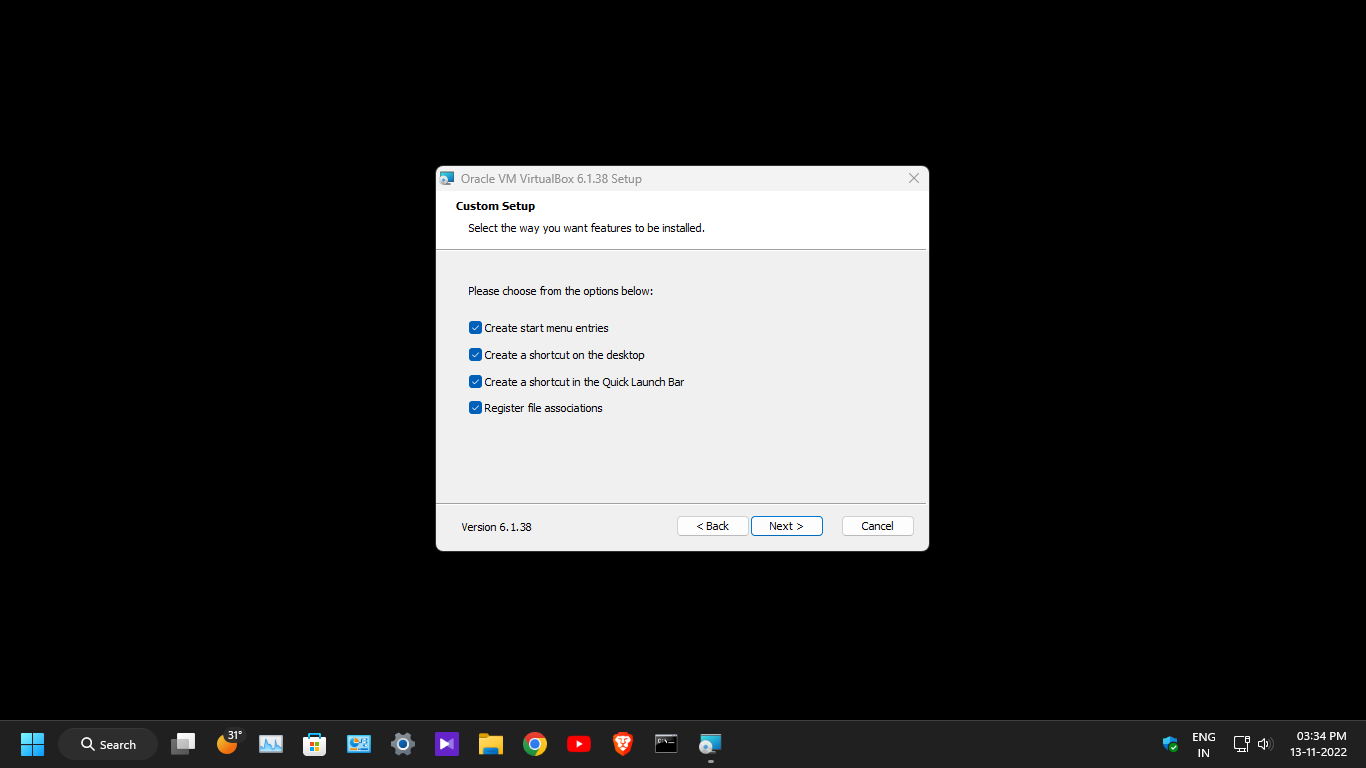 Oracle VM VirtualBox 6.1.38 Setup
Custom Setup
Select the way you want features to be installed.
Please choose from the options below:
Create start menu entries
Create a shortcut on the desktop
Create a shortcut in the Quick Launch Bar
Register file associations
Version 6.1.38
< Back
Next >
Cancel
Search
31°
ENG
IN
03:34 PM
13-11-2022